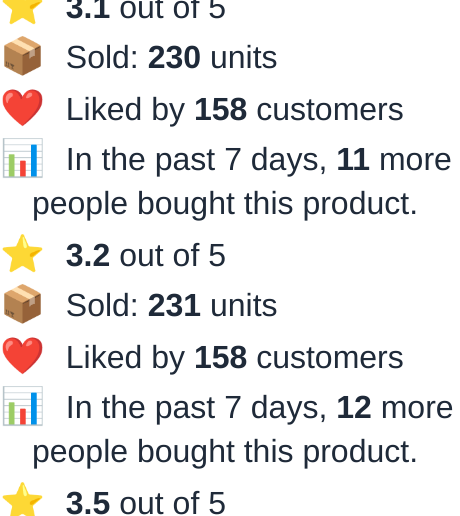 3.1 out of 5
Sold: 230 units
Liked by 158 customers
In the past 7 days, 11 more
people bought this product.
3.2 out of 5
Sold: 231 units
Liked by 158 customers
In the past 7 days, 12 more
people bought this product.
3.5 out of 5